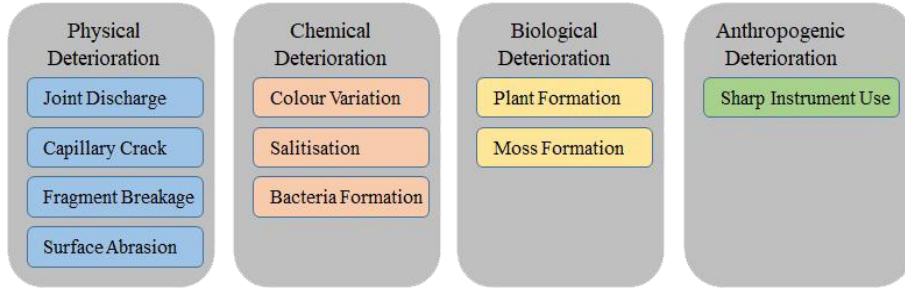 Physical
Deterioration
Joint Discharge
Capillary Crack
Fragment Breakage
Surface Abrasion
Chemical
Deterioration
Colour Variation
Salitisation
Bacteria Formation
Biological
Deterioration
Plant Formation
Moss Formation
Anthropogenic
Deterioration
Sharp Instrument Use